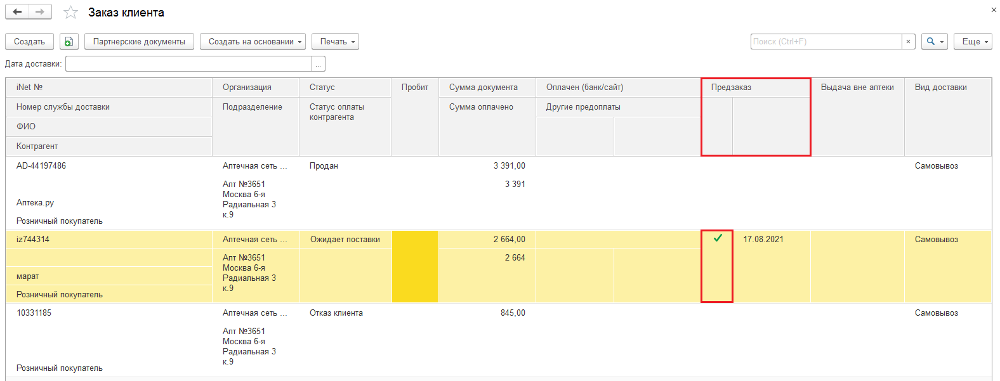 Заказ клиента
×
Создать
Партнерские документы
Создать на основании
Печать
Поиск (Ctrl+F)
×
Еще
Дата доставки:
...
iNet №
Организация
Статус
Пробит
Сумма документа
Оплачен (банк/сайт)
Предзаказ
Выдача вне аптеки
Вид доставки
Номер службы доставки
Подразделение
Статус оплаты
контрагента
Сумма оплачено
Другие предоплаты
ФИО
Контрагент
AD-44197486
Аптечная сеть ...
Продан
3 391,00
Самовывоз
Апт №3651
Москва 6-я
Радиальная 3
к.9
3 391
Аптека.ру
Розничный покупатель
iz744314
Аптечная сеть ...
Ожидает поставки
2 664,00
17.08.2021
Самовывоз
Апт №3651
Москва 6-я
Радиальная 3
к.9
2 664
марат
Розничный покупатель
10331185
Аптечная сеть ...
Отказ клиента
845,00
Самовывоз
Апт №3651
Москва 6-я
Радиальная 3
к.9
Розничный покупатель